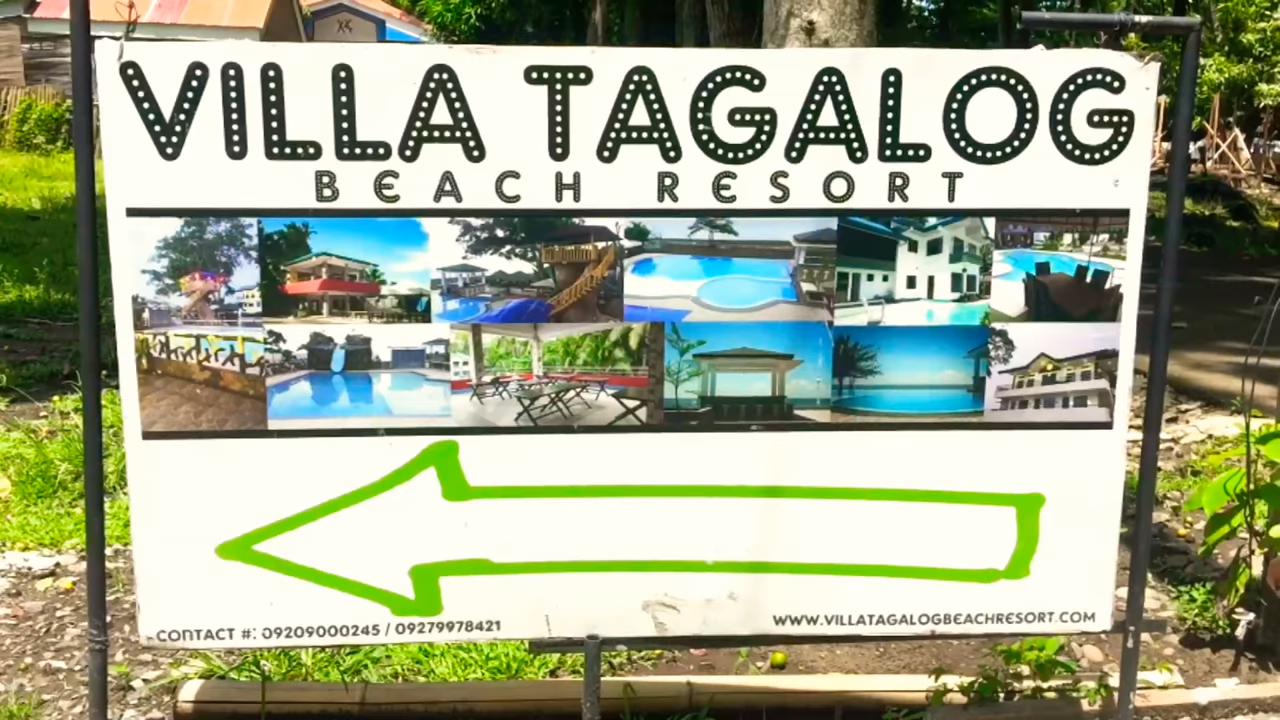 VILLA TAGALOG
BEACH RESORT
CONTACT #: 09209000245 / 09279978421
WWW.VILLATAGALOGBEACHRESORT.COM